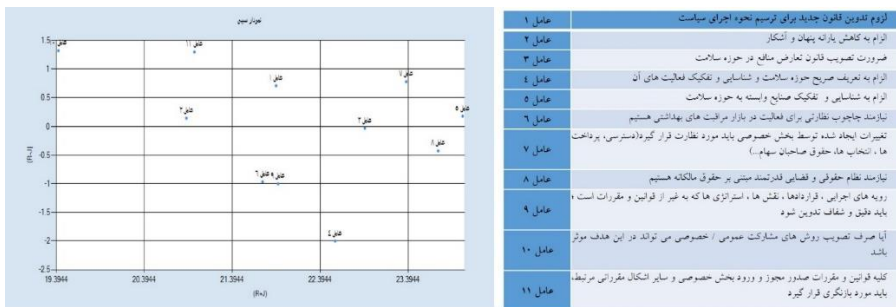 نمودار سببی
1.5
1
0.5
0
-0.5
-1
-1.5
-2
-2.5
19.3944
20.3944
21.3944
22.3944
23.3944
(R+J)
(R-J)
عامل ۱۱
عامل ۱
عامل ۷
عامل ۵
عامل ۳
عامل ۲
عامل ۸
عامل ۶
عامل ۹
عامل ۴
عامل ۱ لزوم تدوین قانون جدید برای ترسیم نحوه اجرای سیاست
عامل ۲ الزام به کاهش یارانه پنهان و آشکار
عامل ۳ ضرورت تصویب قانون تعارض منافع در حوزه سلامت
عامل ٤ الزام به تعریف صریح حوزه سلامت و شناسایی و تفکیک فعالیت های آن
عامل ٥ الزام به شناسایی و تفکیک صنایع وابسته به حوزه سلامت
عامل ٦ نیازمند چاچوب نظارتی برای فعالیت در بازار مراقبت های بهداشتی هستیم
تغییرات ایجاد شده توسط بخش خصوصی باید مورد نظارت قرار گیرد(دسترسی، پرداخت
عامل ۷ ها ، انتخاب ها، حقوق صاحبان سهام...)
عامل ۸ نیازمند نظام حقوقی و قضایی قدرتمند مبتنی بر حقوق مالکانه هستیم
رویه های اجرایی ، قراردادها ، نقش ها ، استراتژی ها که به غیر از قوانین و مقررات است ؛
عامل ۹ باید دقیق و شفاف تدوین شود
آیا صرف تصویب روش های مشارکت عمومی / خصوصی می تواند در این هدف موثر
عامل ۱۰ باشد
کلیه قوانین و مقررات صدور مجوز و ورود بخش خصوصی و سایر اشکال مقرراتی مرتبط،
عامل ۱۱ باید مورد بازنگری قرار گیرد